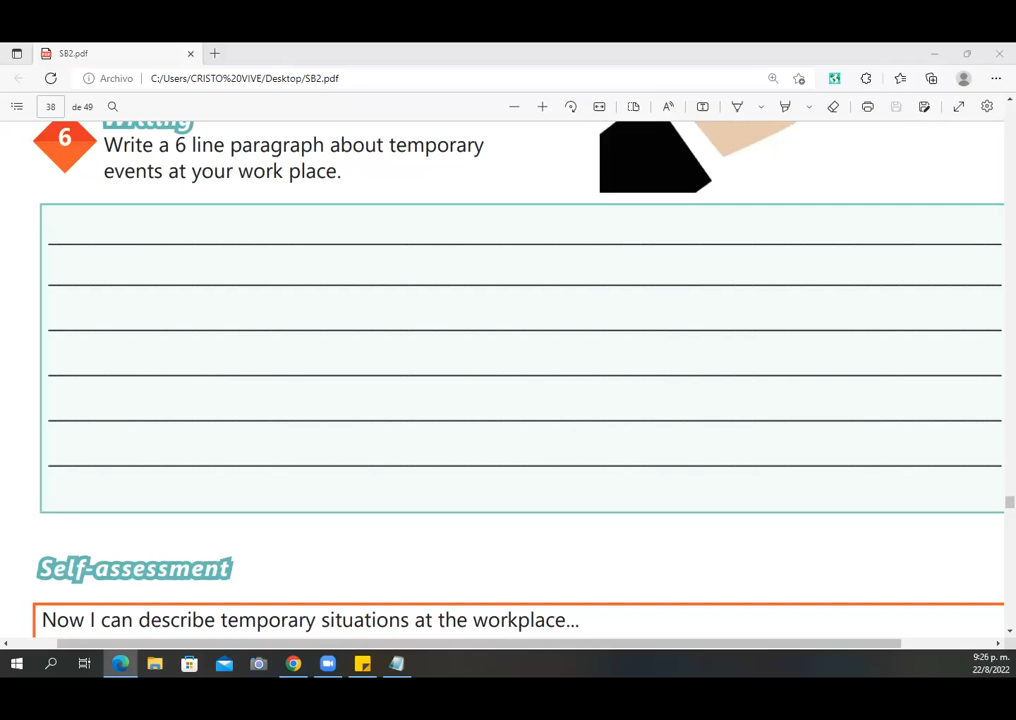 SB2.pdf
Archivo
C:/Users/CRISTO%20VIVE/Desktop/SB2.pdf
38
de 49
Writing
6
Write a 6 line paragraph about temporary
events at your work place.
Self-assessment
Now I can describe temporary situations at the workplace...
9:26 p. m.
22/8/2022